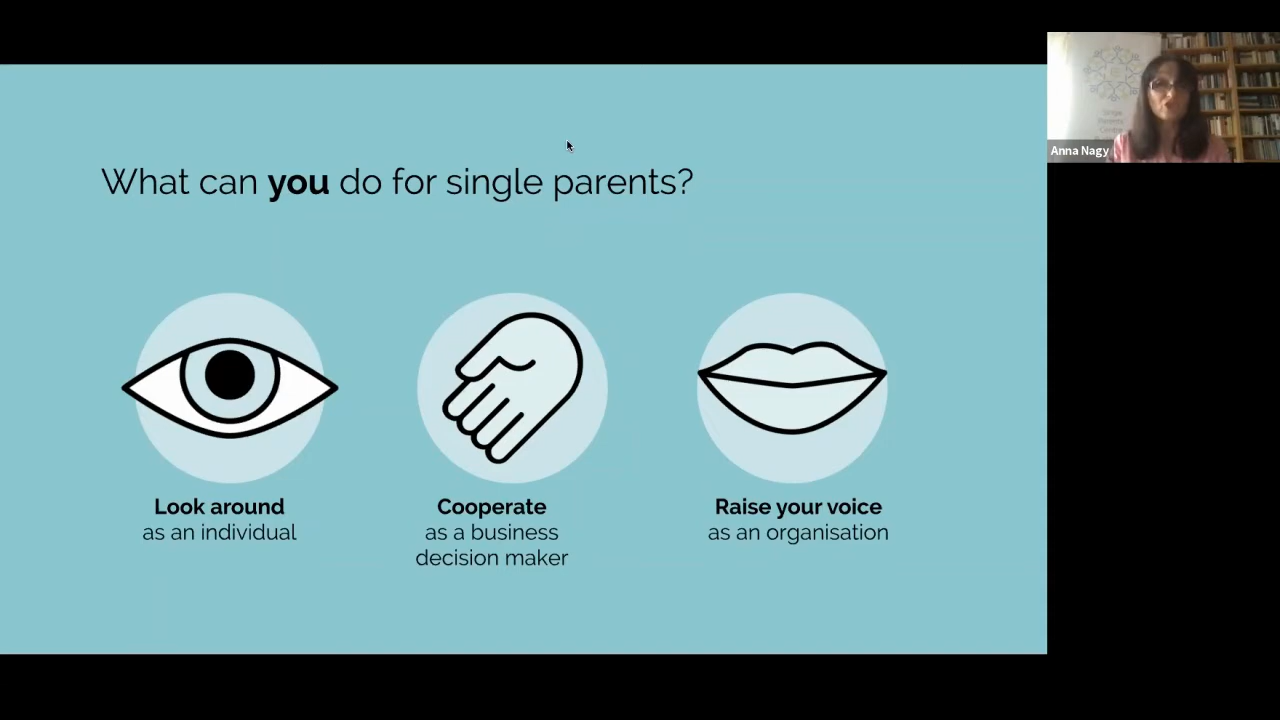 What can you do for single parents?
Look around
as an individual
Cooperate
as a business
decision maker
Raise your voice
as an organisation
Anna Nagy